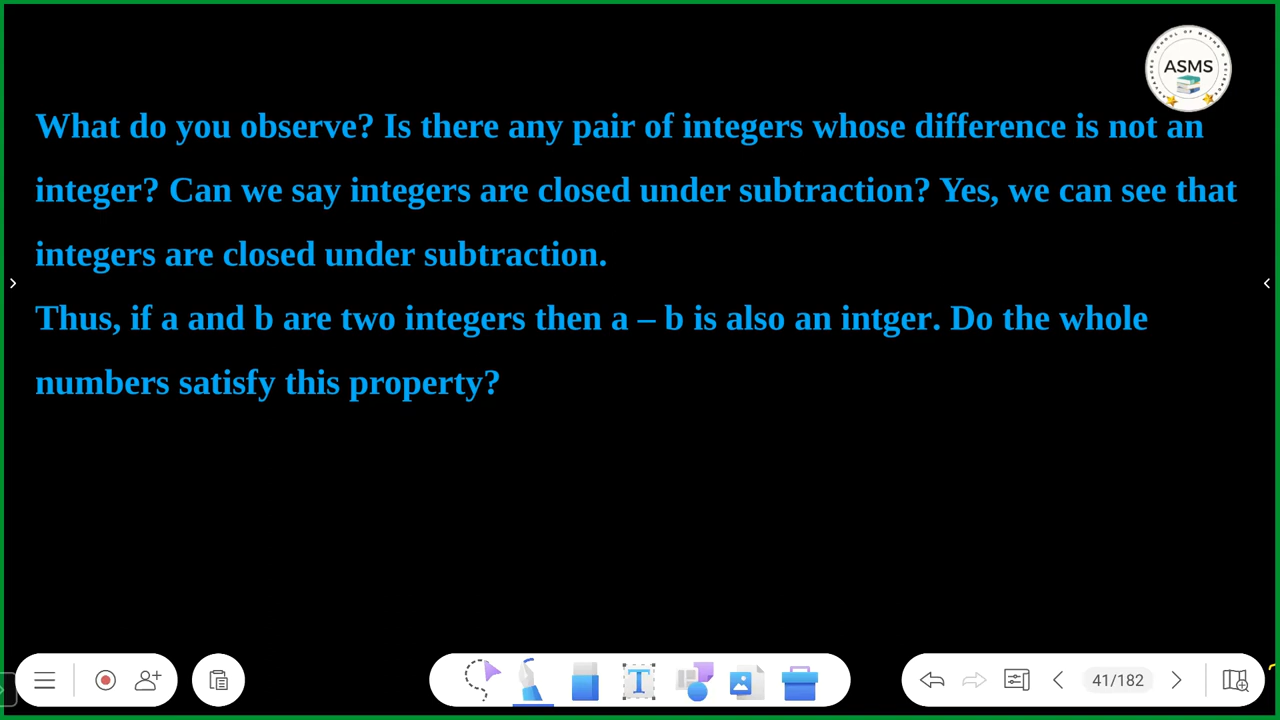 ASMS
What do you observe? Is there any pair of integers whose difference is not an
integer? Can we say integers are closed under subtraction? Yes, we can see that
integers are closed under subtraction.
Thus, if a and b are two integers then a – b is also an intger. Do the whole
numbers satisfy this property?
41/182